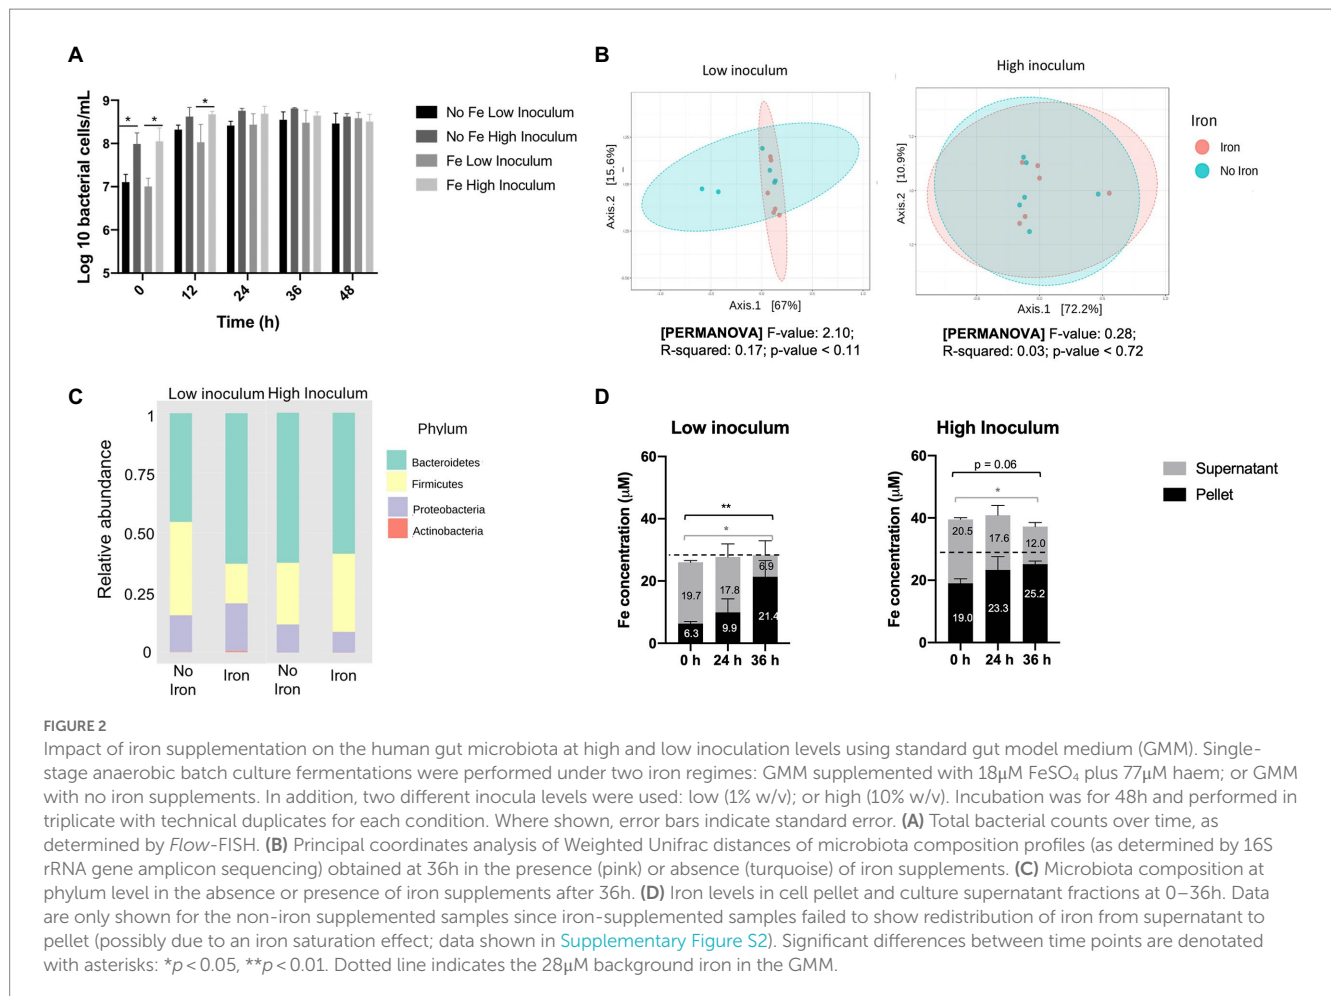 A
Log 10 bacterial cells/mL
9
8
7
6
5
*
*
*
0
12
24
36
48
Time (h)
No Fe Low Inoculum
No Fe High Inoculum
Fe Low Inoculum
Fe High Inoculum
B
Low inoculum
High inoculum
Axis.2 [15.6%]
Axis.1 [67%]
Axis.2 [10.9%]
Axis.1 [72.2%]
Iron
Iron
No Iron
[PERMANOVA] F-value: 2.10;
R-squared: 0.17; p-value < 0.11
[PERMANOVA] F-value: 0.28;
R-squared: 0.03; p-value < 0.72
C
Low inoculum High Inoculum
Relative abundance
1
0.75
0.50
0.25
0
No
Iron
Iron
No
Iron
Iron
Phylum
Bacteroidetes
Firmicutes
Proteobacteria
Actinobacteria
D
Low inoculum
Fe concentration (μM)
60
40
20
0
**
*
19.7
17.8
6.9
6.3
9.9
21.4
0 h 24 h 36 h
High Inoculum
Fe concentration (μM)
60
40
20
0
p = 0.06
*
20.5
17.6
12.0
19.0
23.3
25.2
0 h 24 h 36 h
Supernatant
Pellet
FIGURE 2
Impact of iron supplementation on the human gut microbiota at high and low inoculation levels using standard gut model medium (GMM). Single-
stage anaerobic batch culture fermentations were performed under two iron regimes: GMM supplemented with 18μM FeSO₄ plus 77μM haem; or GMM
with no iron supplements. In addition, two different inocula levels were used: low (1% w/v); or high (10% w/v). Incubation was for 48h and performed in
triplicate with technical duplicates for each condition. Where shown, error bars indicate standard error. (A) Total bacterial counts over time, as
determined by Flow-FISH. (B) Principal coordinates analysis of Weighted Unifrac distances of microbiota composition profiles (as determined by 16S
rRNA gene amplicon sequencing) obtained at 36h in the presence (pink) or absence (turquoise) of iron supplements. (C) Microbiota composition at
phylum level in the absence or presence of iron supplements after 36h. (D) Iron levels in cell pellet and culture supernatant fractions at 0–36h. Data
are only shown for the non-iron supplemented samples since iron-supplemented samples failed to show redistribution of iron from supernatant to
pellet (possibly due to an iron saturation effect; data shown in Supplementary Figure S2). Significant differences between time points are denotated
with asterisks: *p<0.05, **p<0.01. Dotted line indicates the 28μM background iron in the GMM.